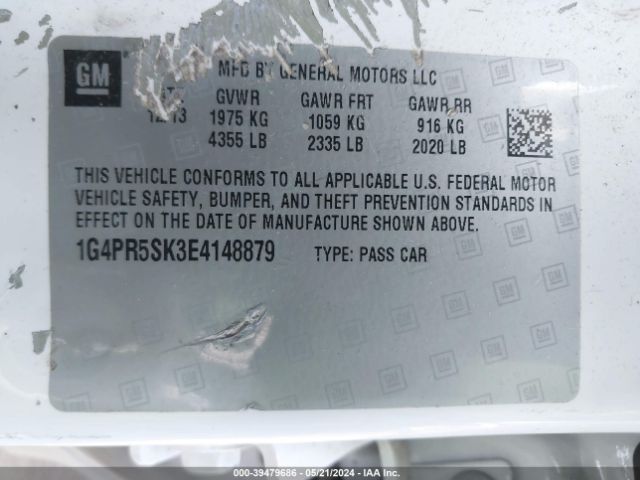 GM
MFD BY GENERAL MOTORS LLC
GVWR GAWR FRT GAWR RR
12/13 1975 KG 1059 KG 916 KG
4355 LB 2335 LB 2020 LB
THIS VEHICLE CONFORMS TO ALL APPLICABLE U.S. FEDERAL MOTOR
VEHICLE SAFETY, BUMPER, AND THEFT PREVENTION STANDARDS IN
EFFECT ON THE DATE OF MANUFACTURE SHOWN ABOVE.
1G4PR5SK3E4148879 TYPE: PASS CAR
000-39479686 - 05/21/2024 - IAA Inc.